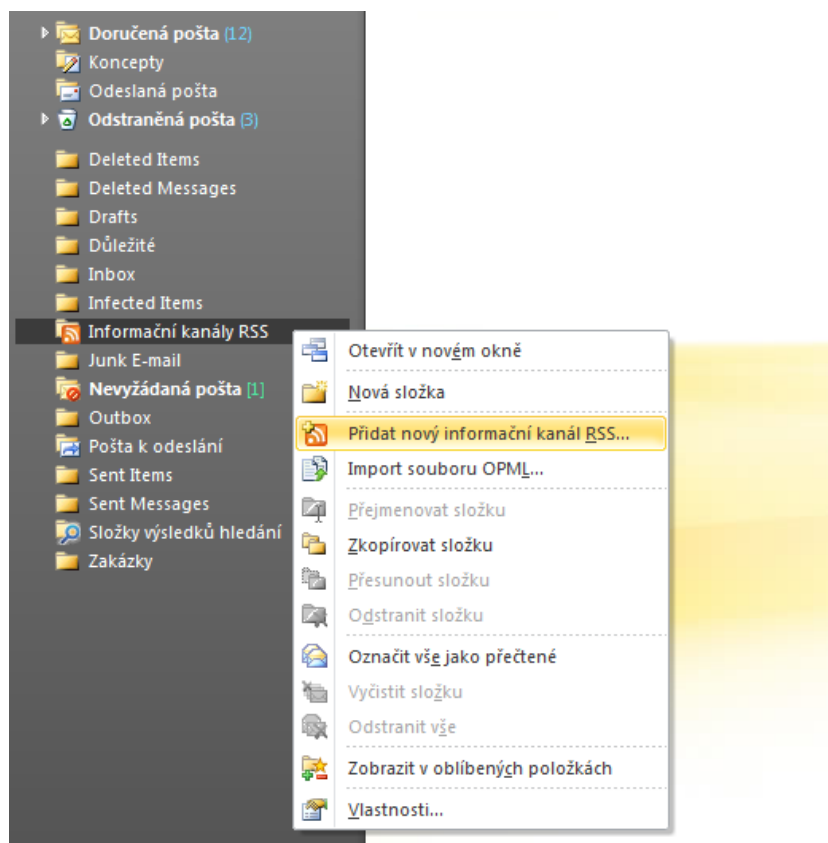 Doručená pošta (12)
Koncepty
Odeslaná pošta
Odstraněná pošta (3)
Deleted Items
Deleted Messages
Drafts
Důležité
Inbox
Infected Items
Informační kanály RSS
Junk E-mail
Nevyžádaná pošta [1]
Outbox
Pošta k odeslání
Sent Items
Sent Messages
Složky výsledků hledání
Zakázky
Otevřít v novém okně
Nová složka
Přidat nový informační kanál RSS...
Import souboru OPML...
Přejmenovat složku
Zkopírovat složku
Přesunout složku
Odstranit složku
Označit vše jako přečtené
Vyčistit složku
Odstranit vše
Zobrazit v oblíbených položkách
Vlastnosti...